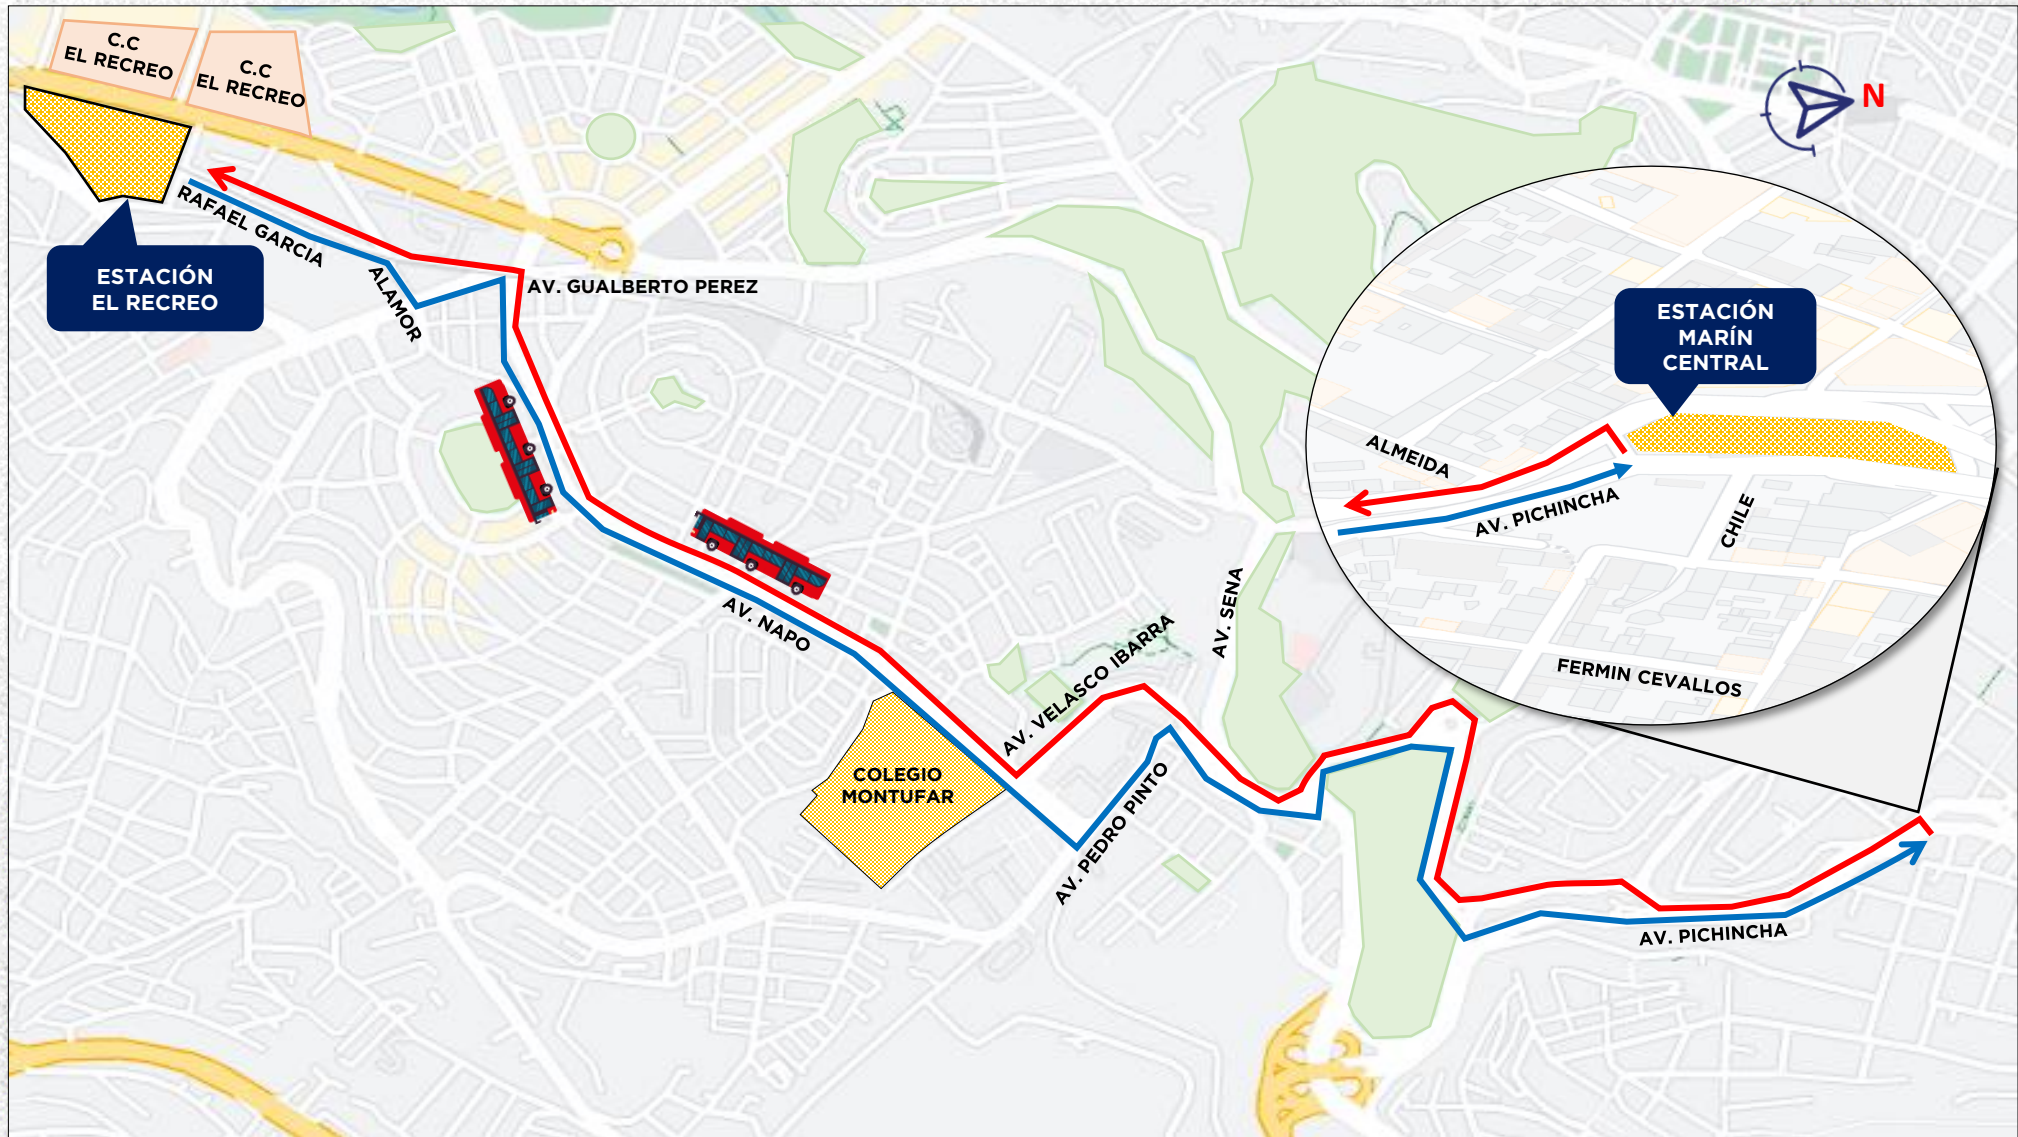 C.C
EL RECREO
C.C
EL RECREO
N
RAFAEL GARCIA
ESTACIÓN
EL RECREO
ALAMOR
AV. GUALBERTO PEREZ
ESTACIÓN
MARÍN
CENTRAL
ALMEIDA
AV. PICHINCHA
CHILE
FERMIN CEVALLOS
AV. NAPO
AV. SENA
AV. VELASCO IBARRA
COLEGIO
MONTUFAR
AV. PEDRO PINTO
AV. PICHINCHA